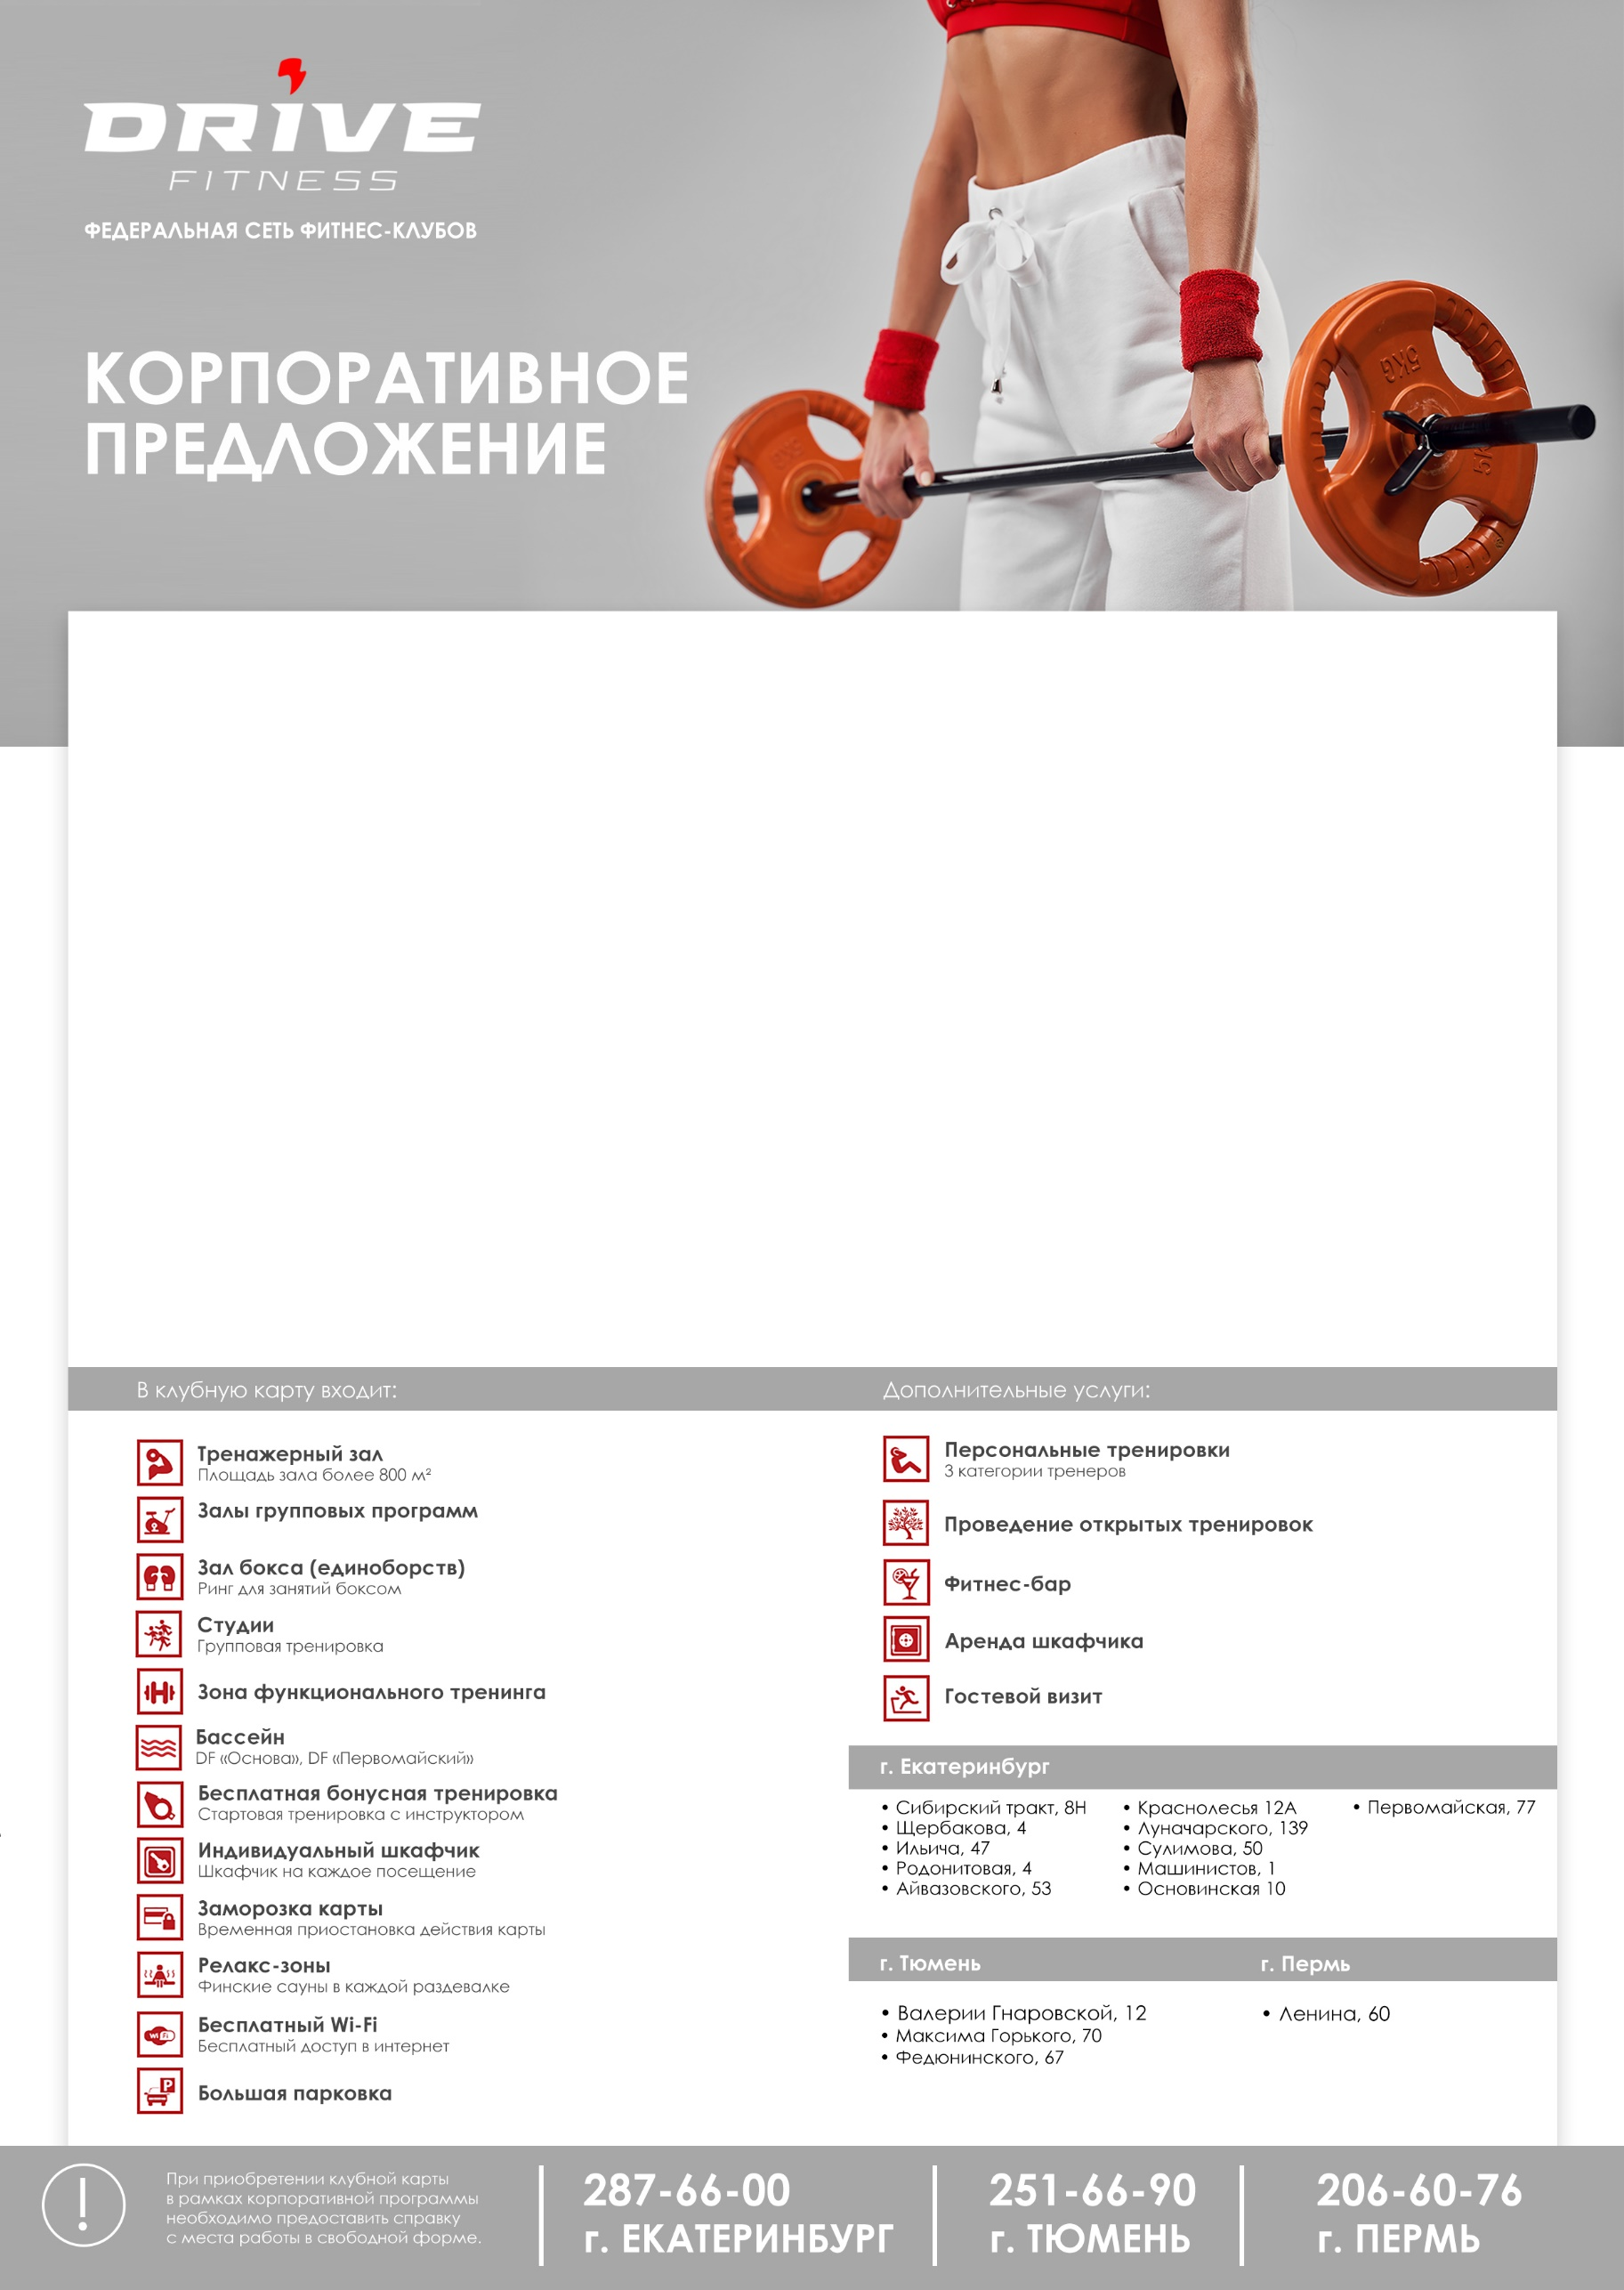 DRIVE
FITNESS
ФЕДЕРАЛЬНАЯ СЕТЬ ФИТНЕС-КЛУБОВ
КОРПОРАТИВНОЕ
ПРЕДЛОЖЕНИЕ
5KG
5KG
В клубную карту входит:
Тренажерный зал
Площадь зала более 800 м²
Залы групповых программ
Зал бокса (единоборств)
Ринг для занятий боксом
Студии
Групповая тренировка
Зона функционального тренинга
Бассейн
DF «Основа», DF «Первомайский»
Бесплатная бонусная тренировка
Стартовая тренировка с инструктором
Индивидуальный шкафчик
Шкафчик на каждое посещение
Заморозка карты
Временная приостановка действия карты
Релакс-зоны
Финские сауны в каждой раздевалке
Wi Fi
Бесплатный Wi-Fi
Бесплатный доступ в интернет
P
Большая парковка
Дополнительные услуги:
Персональные тренировки
3 категории тренеров
Проведение открытых тренировок
Фитнес-бар
Аренда шкафчика
Гостевой визит
г. Екатеринбург
• Сибирский тракт, 8Н
• Щербакова, 4
• Ильича, 47
• Родонитовая, 4
• Айвазовского, 53
• Краснолесья 12А
• Луначарского, 139
• Сулимова, 50
• Машинистов, 1
• Основинская 10
• Первомайская, 77
г. Тюмень
• Валерии Гнаровской, 12
• Максима Горького, 70
• Федюнинского, 67
г. Пермь
• Ленина, 60
!
При приобретении клубной карты
в рамках корпоративной программы
необходимо предоставить справку
с места работы в свободной форме.
287-66-00
г. ЕКАТЕРИНБУРГ
251-66-90
г. ТЮМЕНЬ
206-60-76
г. ПЕРМЬ